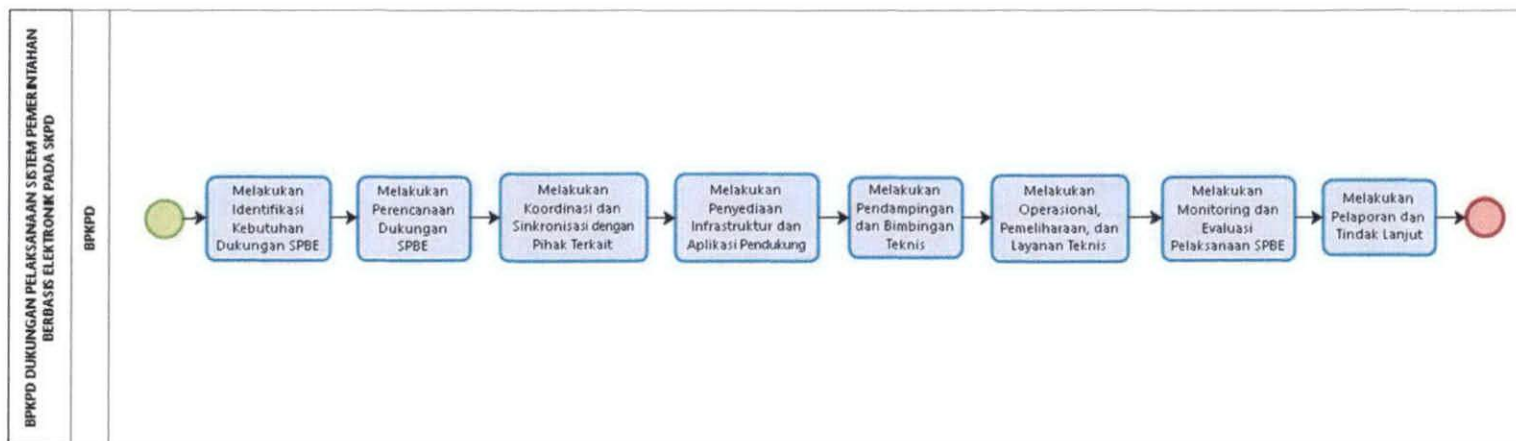 BPKPD DUKUNGAN PELAKSANAAN SISTEM PEMERINTAHAN
BERBASIS ELEKTRONIK PADA SKPD
BPKPD
Melakukan
Identifikasi
Kebutuhan
Dukungan SPBE
Melakukan
Perencanaan
Dukungan
SPBE
Melakukan
Koordinasi dan
Sinkronisasi dengan
Pihak Terkait
Melakukan
Penyediaan
Infrastruktur dan
Aplikasi Pendukung
Melakukan
Pendampingan
dan Bimbingan
Teknis
Melakukan
Operasional,
Pemeliharaan, dan
Layanan Teknis
Melakukan
Monitoring dan
Evaluasi
Pelaksanaan SPBE
Melakukan
Pelaporan dan
Tindak Lanjut